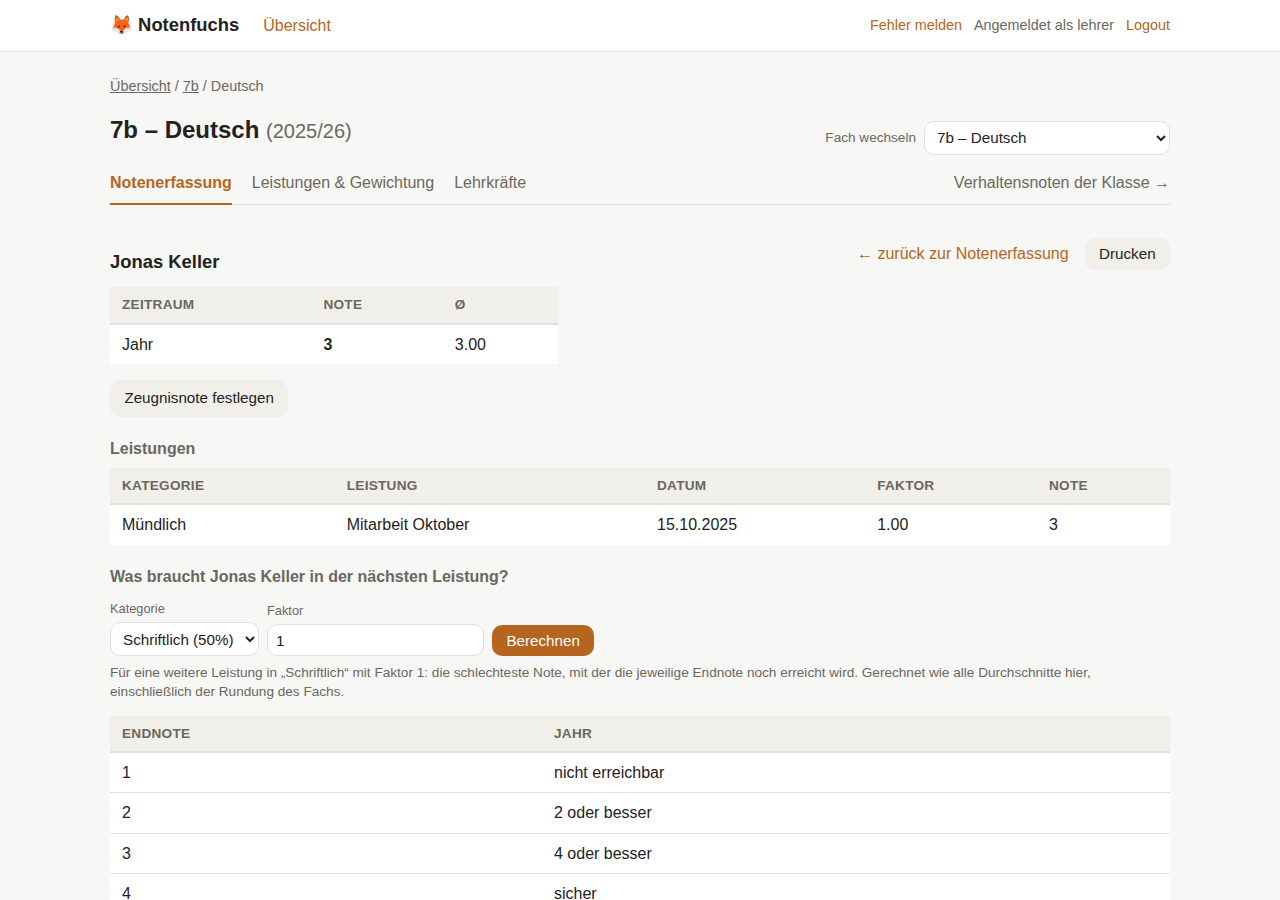 🦊 Notenfuchs Übersicht Fehler melden Angemeldet als lehrer Logout
Übersicht / 7b / Deutsch
7b – Deutsch (2025/26)
Fach wechseln 7b – Deutsch
Notenerfassung Leistungen & Gewichtung Lehrkräfte Verhaltensnoten der Klasse →
Jonas Keller ← zurück zur Notenerfassung Drucken
ZEITRAUM NOTE Ø
Jahr 3 3.00
Zeugnisnote festlegen
Leistungen
KATEGORIE LEISTUNG DATUM FAKTOR NOTE
Mündlich Mitarbeit Oktober 15.10.2025 1.00 3
Was braucht Jonas Keller in der nächsten Leistung?
Kategorie Faktor
Schriftlich (50%) 1 Berechnen
Für eine weitere Leistung in „Schriftlich“ mit Faktor 1: die schlechteste Note, mit der die jeweilige Endnote noch erreicht wird. Gerechnet wie alle Durchschnitte hier,
einschließlich der Rundung des Fachs.
ENDNOTE JAHR
1 nicht erreichbar
2 2 oder besser
3 4 oder besser
4 sicher